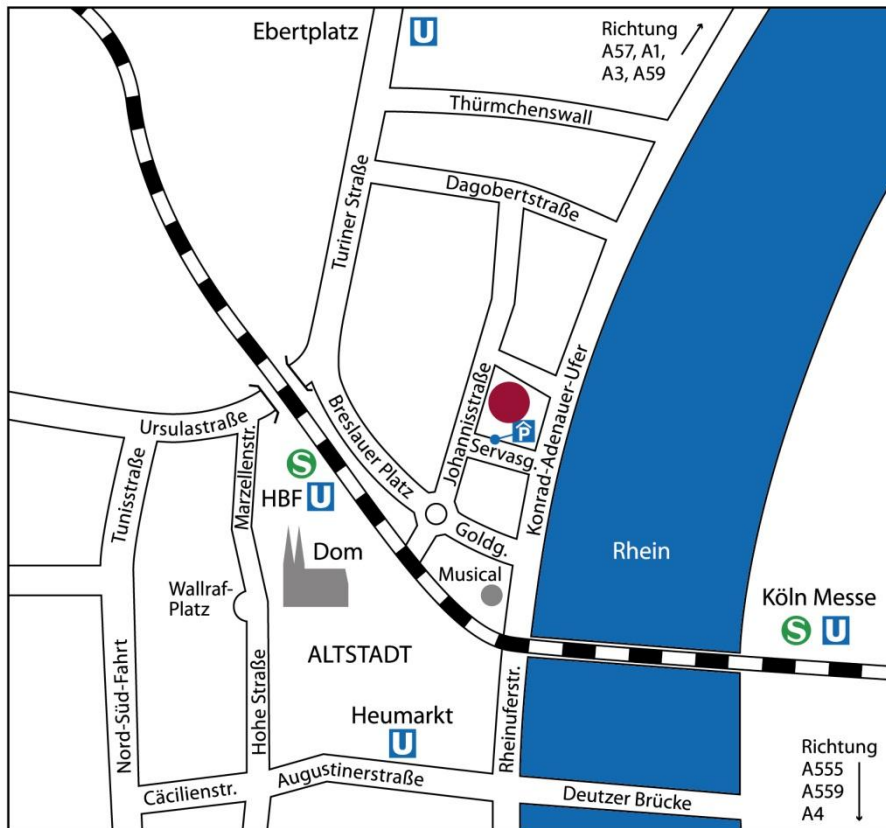 Ebertplatz
U
Richtung
A57, A1,
A3, A59
Thürmchenswall
Dagobertstraße
Turiner Straße
Konrad-Adenauer-Ufer
Johannisstraße
P
Servasg.
Breslauer Platz
Ursulastraße
Marzellenstr.
Tunisstraße
S
HBF U
Goldg.
Dom
Musical
Rhein
Wallraf-
Platz
Köln Messe
S U
ALTSTADT
Nord-Süd-Fahrt
Hohe Straße
Rheinuferstr.
Heumarkt
U
Augustinerstraße
Cäcilienstr.
Deutzer Brücke
Richtung
A555
A559
A4